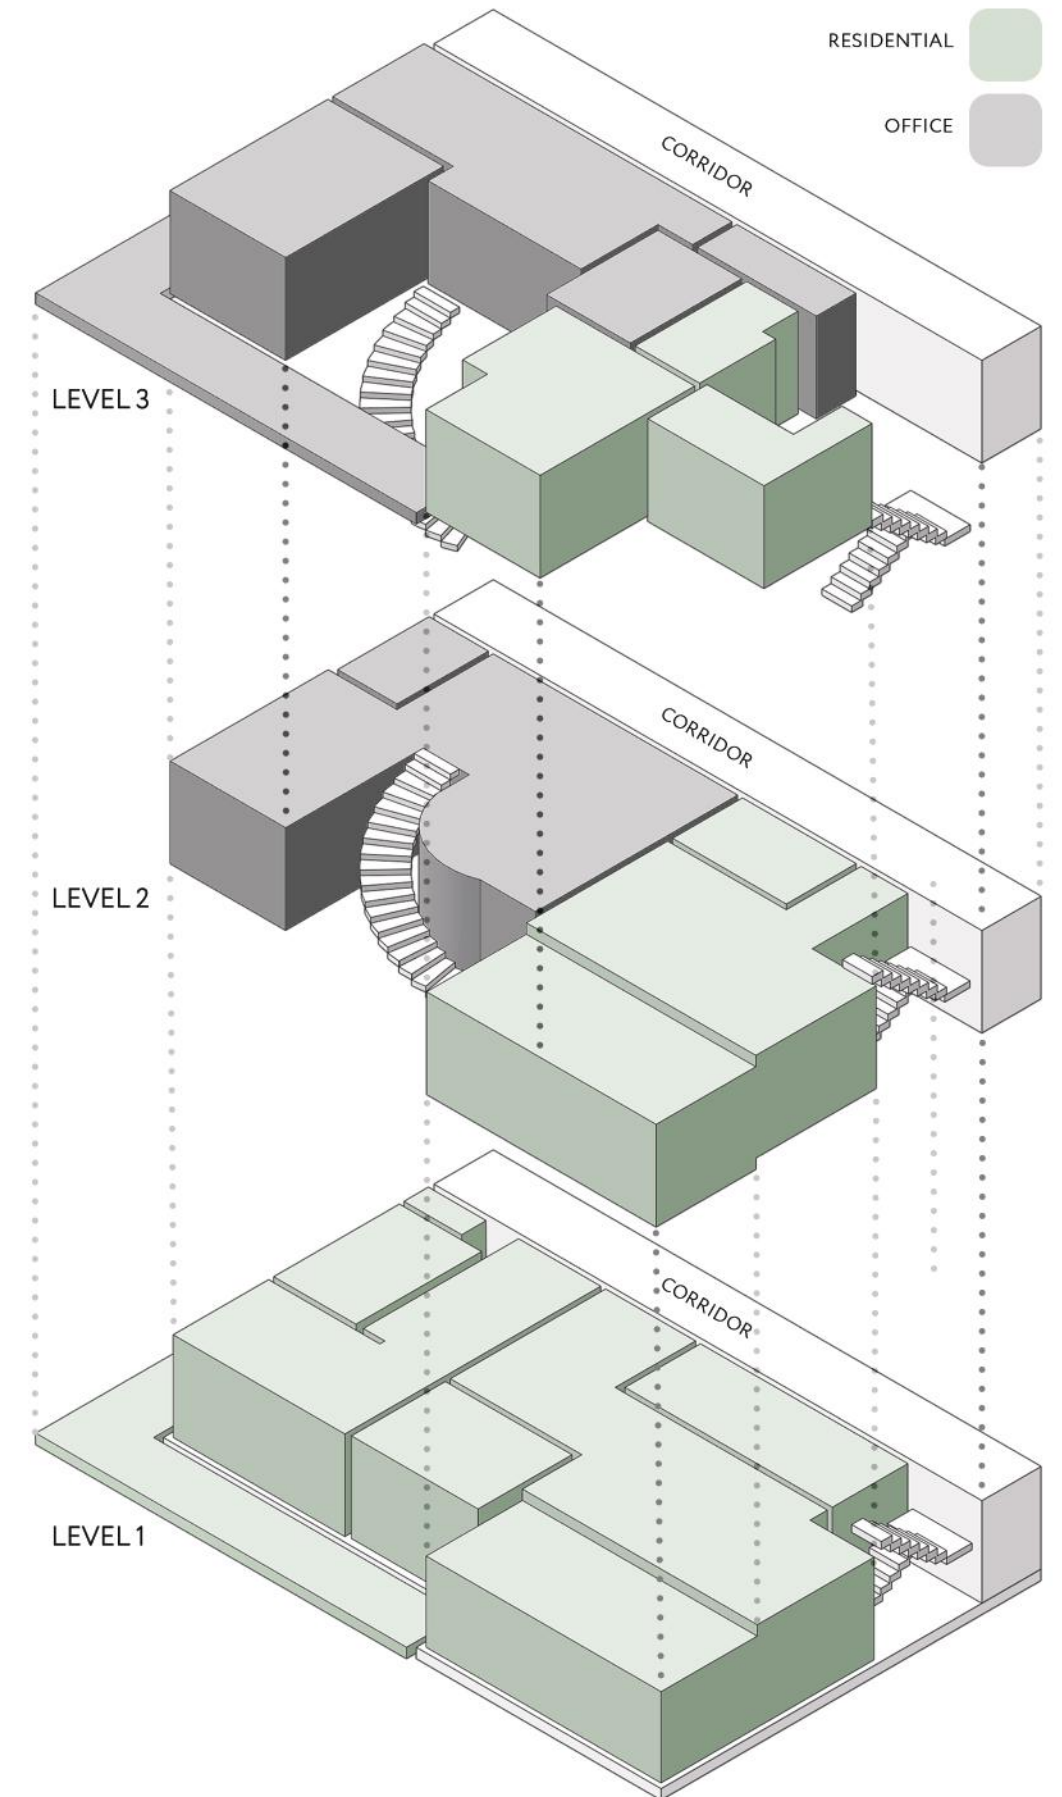 RESIDENTIAL
OFFICE
CORRIDOR
LEVEL 3
CORRIDOR
LEVEL 2
CORRIDOR
LEVEL 1